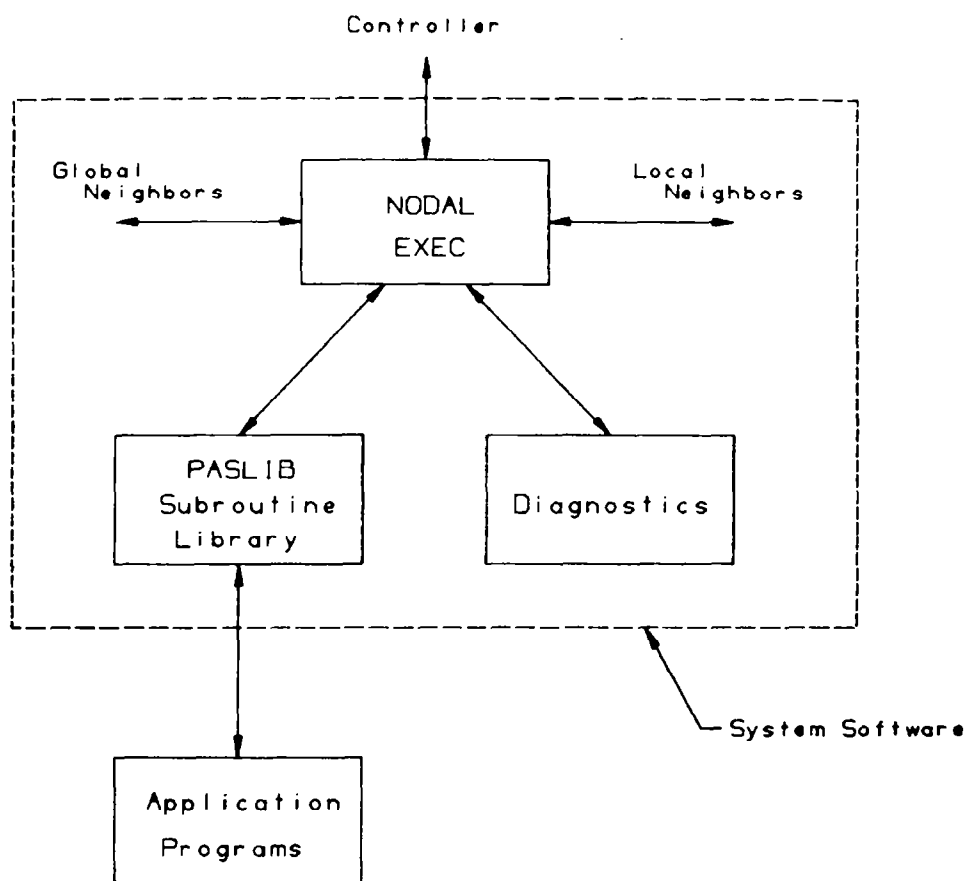 Controller
Global
Neighbors
Local
Neighbors
NODAL
EXEC
PASLIB
Subroutine
Library
Diagnostics
System Software
Application
Programs